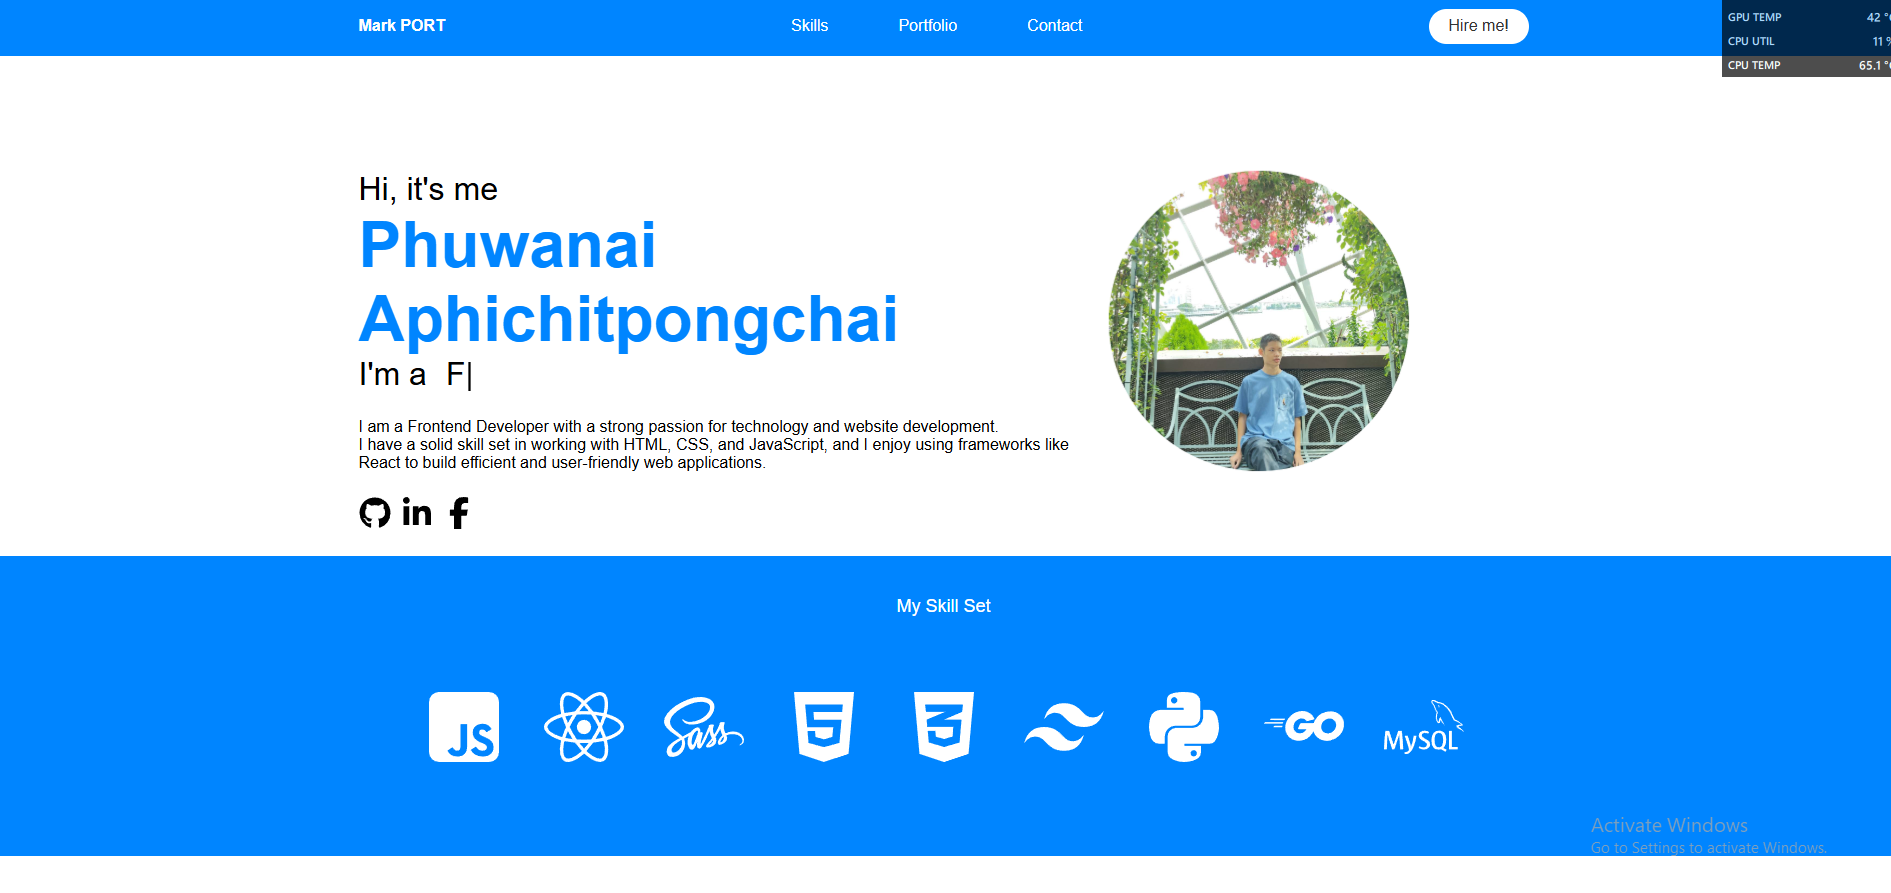 Mark PORT
Skills
Portfolio
Contact
Hire me!
GPU TEMP 42 °
CPU UTIL 11 %
CPU TEMP 65.1 °
Hi, it's me
Phuwanai
Aphichitpongchai
I'm a F|
I am a Frontend Developer with a strong passion for technology and website development.
I have a solid skill set in working with HTML, CSS, and JavaScript, and I enjoy using frameworks like
React to build efficient and user-friendly web applications.
in
f
My Skill Set
JS
Sass
5
3
GO
MySQL
Activate Windows
Go to Settings to activate Windows.